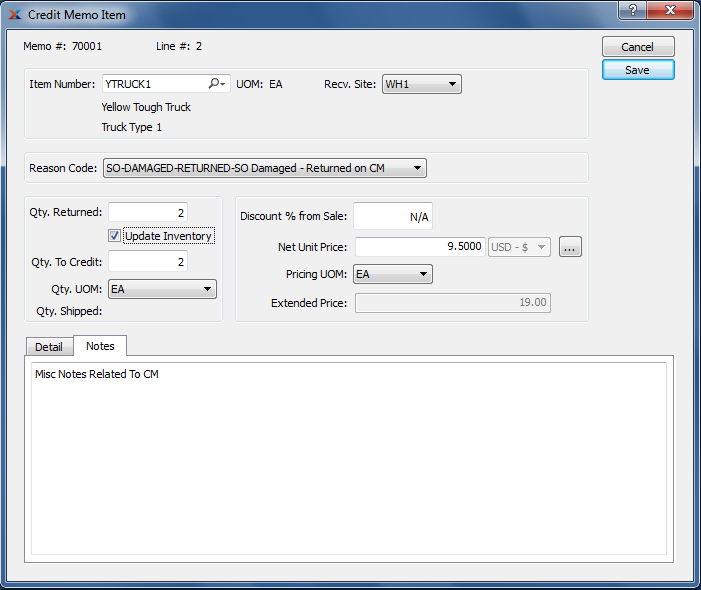 Credit Memo Item
?
Memo #: 70001 Line #: 2
Cancel
Save
Item Number: YTRUCK1 UOM: EA Recv. Site: WH1
Yellow Tough Truck
Truck Type 1
Reason Code: SO-DAMAGED-RETURNED-SO Damaged - Returned on CM
Qty. Returned: 2
Update Inventory
Qty. To Credit: 2
Qty. UOM: EA
Qty. Shipped:
Discount % from Sale: N/A
Net Unit Price: 9.5000 USD - $ ...
Pricing UOM: EA
Extended Price: 19.00
Detail Notes
Misc Notes Related To CM